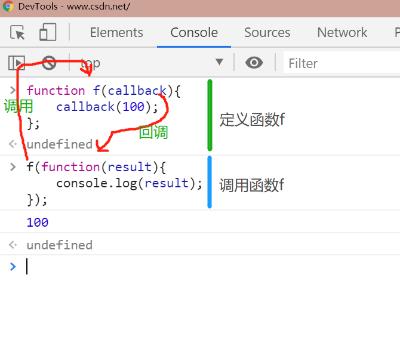 DevTools - www.csdn.net/
Elements Console Sources
top Filter
function f(callback){
callback(100);
};
undefined
调用
回调
定义函数f
f(function(result){
console.log(result);
});
调用函数f
100
undefined